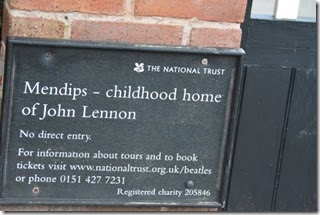 THE NATIONAL TRUST
Mendips – childhood home
of John Lennon
No direct entry.
For information about tours and to book
tickets visit www.nationaltrust.org.uk/beatles
or phone 0151 427 7231
Registered charity 205846